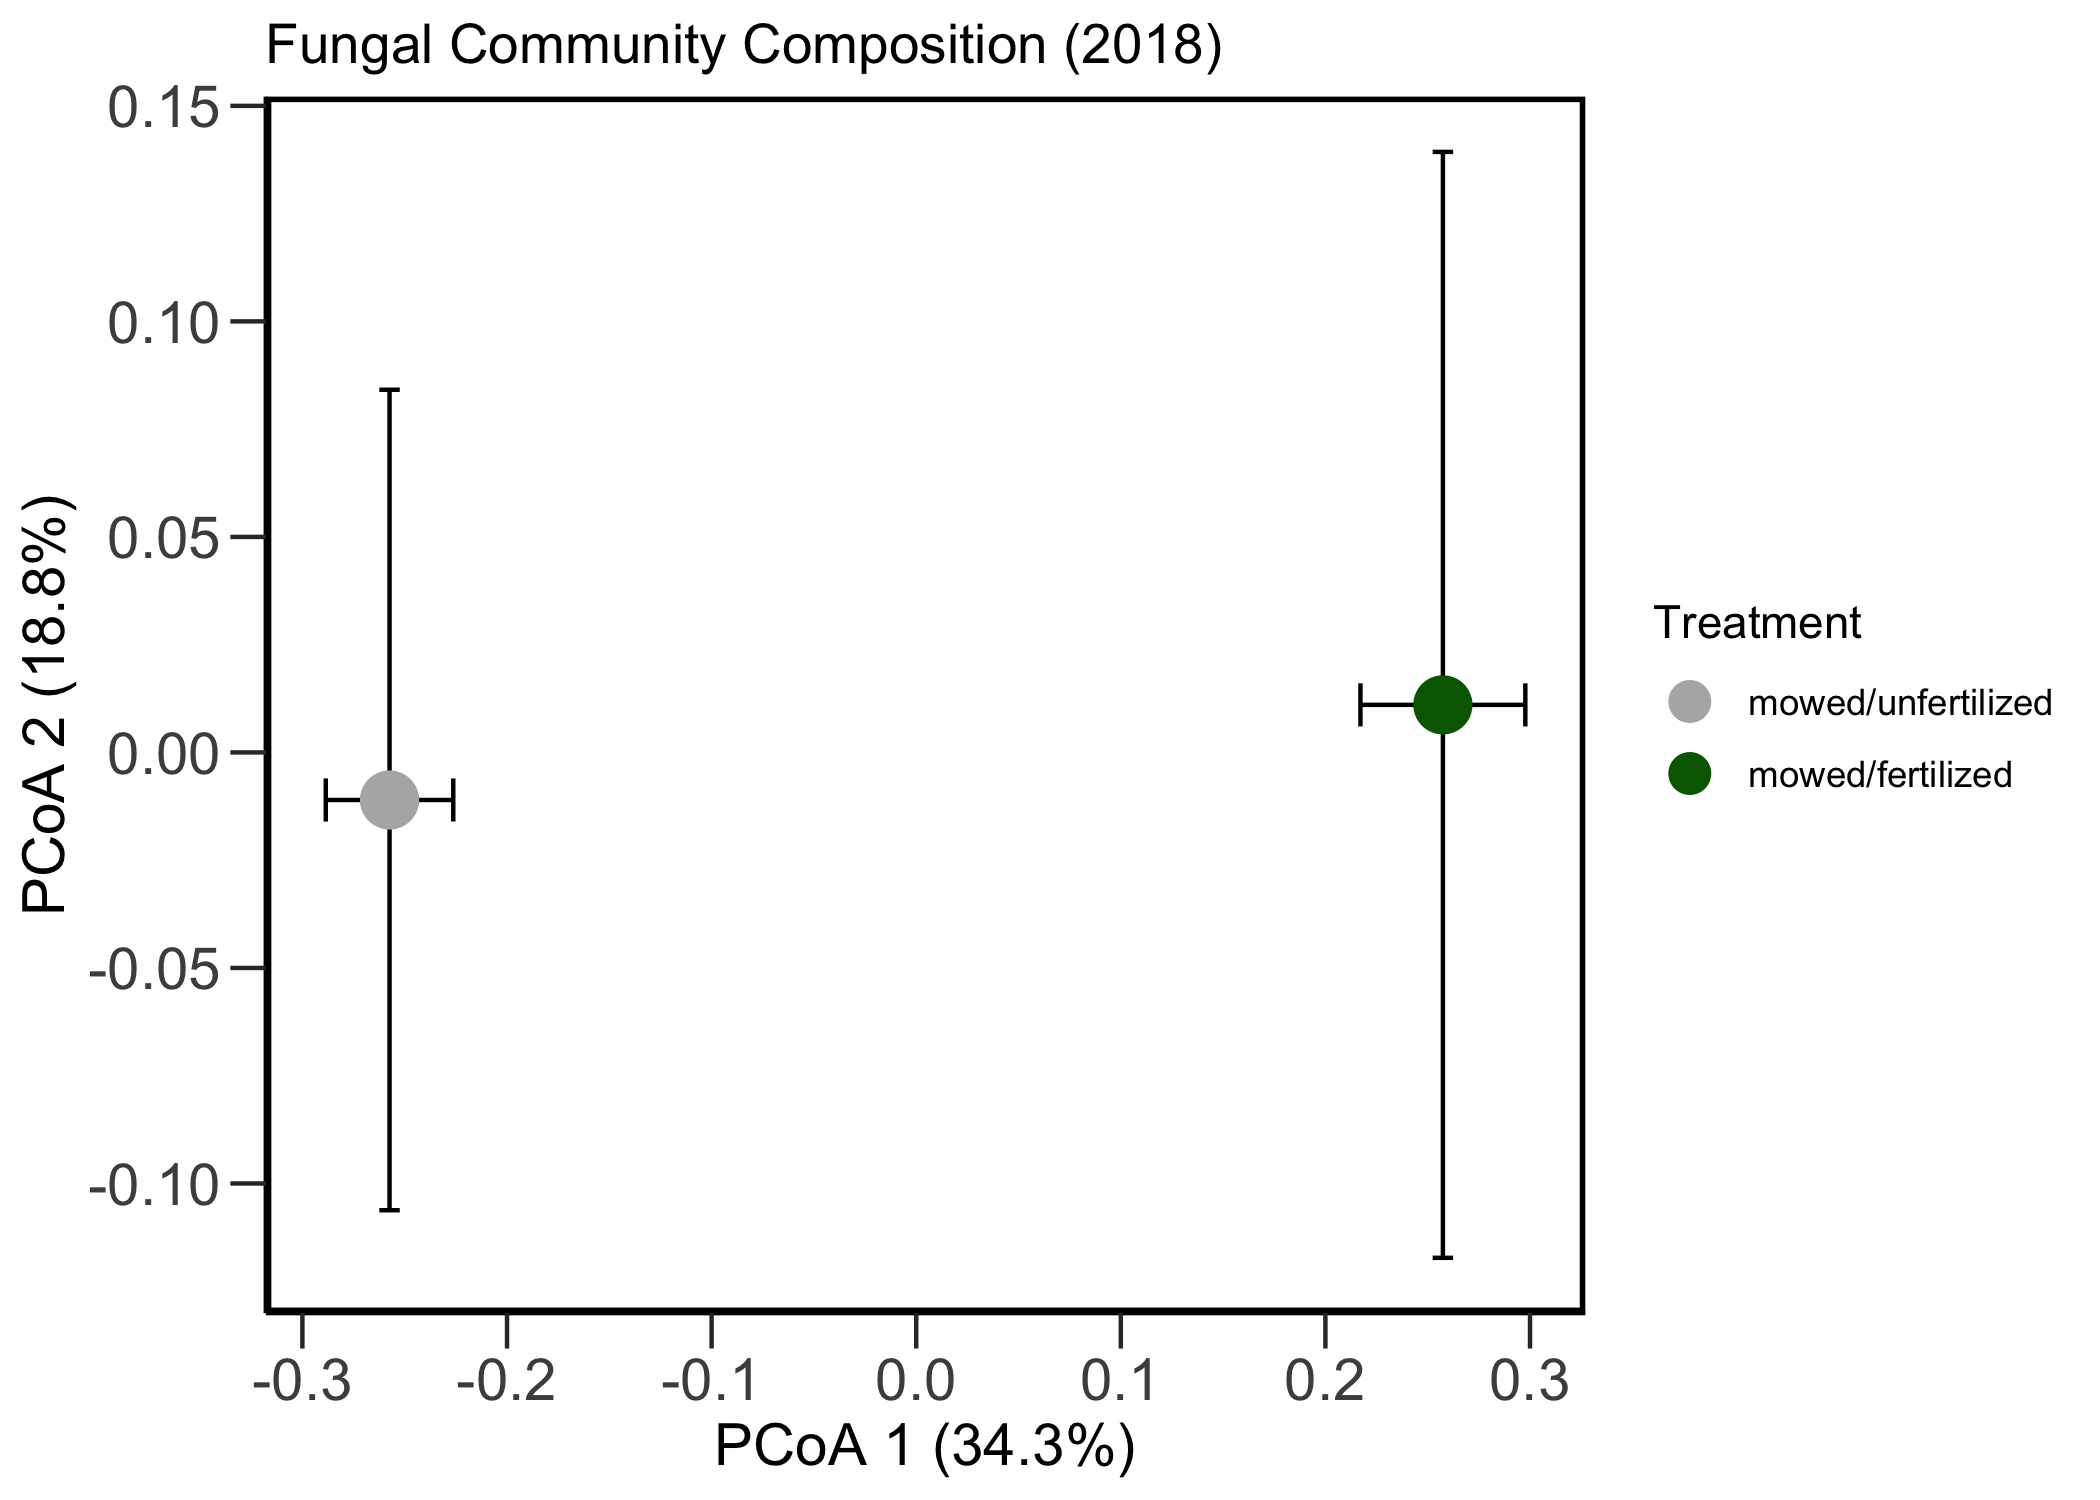 Fungal Community Composition (2018)
0.15
0.10
0.05
0.00
-0.05
-0.10
PCoA 2 (18.8%)
-0.3 -0.2 -0.1 0.0 0.1 0.2 0.3
PCoA 1 (34.3%)
Treatment
mowed/unfertilized
mowed/fertilized